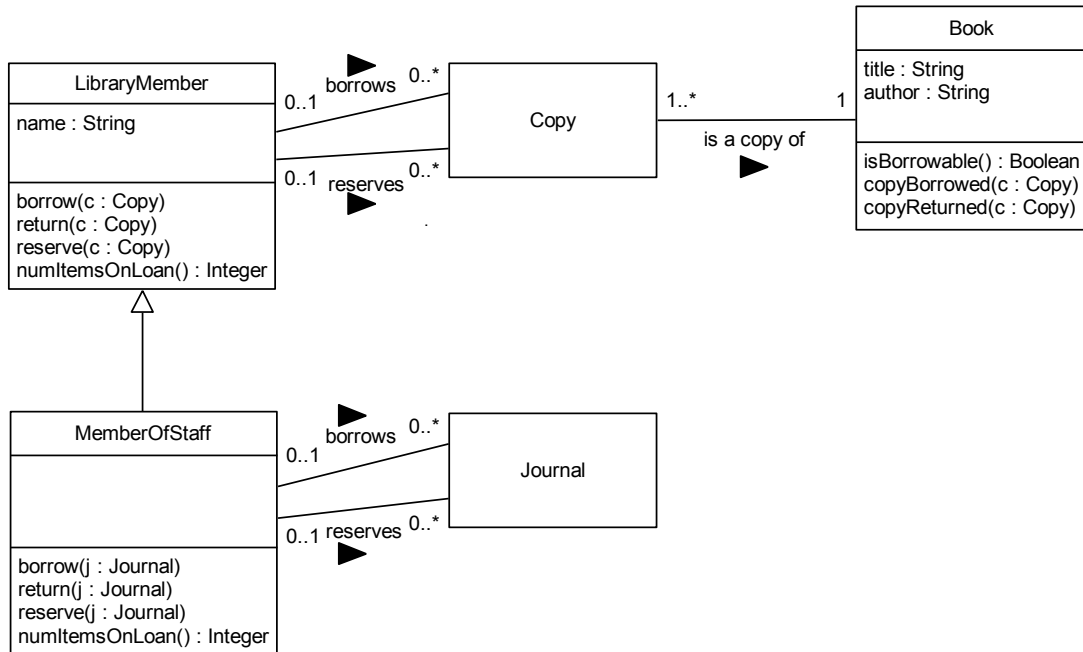 Book
title : String
author : String
isBorrowable() : Boolean
copyBorrowed(c : Copy)
copyReturned(c : Copy)
LibraryMember
name : String
borrow(c : Copy)
return(c : Copy)
reserve(c : Copy)
numItemsOnLoan() : Integer
borrows
0..1
0..*
0..1
reserves
0..*
Copy
1..*
1
is a copy of
MemberOfStaff
borrow(j : Journal)
return(j : Journal)
reserve(j : Journal)
numItemsOnLoan() : Integer
borrows
0..1
0..*
0..1
reserves
0..*
Journal